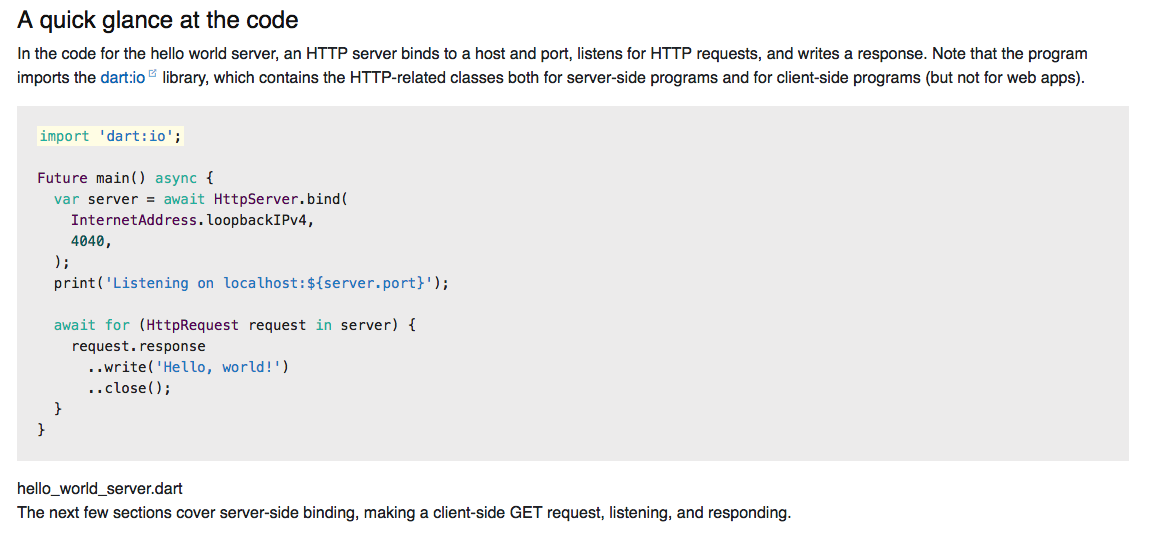 A quick glance at the code
In the code for the hello world server, an HTTP server binds to a host and port, listens for HTTP requests, and writes a response. Note that the program
imports the dart:io library, which contains the HTTP-related classes both for server-side programs and for client-side programs (but not for web apps).
import 'dart:io';
Future main() async {
  var server = await HttpServer.bind(
    InternetAddress.loopbackIPv4,
    4040,
  );
  print('Listening on localhost:${server.port}');
  await for (HttpRequest request in server) {
    request.response
      ..write('Hello, world!')
      ..close();
  }
}
hello_world_server.dart
The next few sections cover server-side binding, making a client-side GET request, listening, and responding.